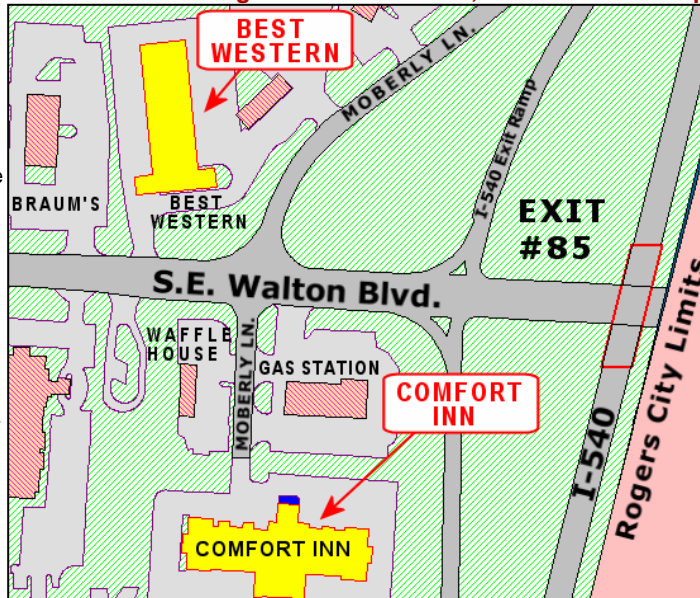 BEST
WESTERN
MOBERLY LN.
I-540 Exit Ramp
BRAUM'S
BEST
WESTERN
EXIT
#85
S.E. Walton Blvd.
WAFFLE
HOUSE
MOBERLY LN.
GAS STATION
COMFORT
INN
I-540
Rogers City Limits
COMFORT INN